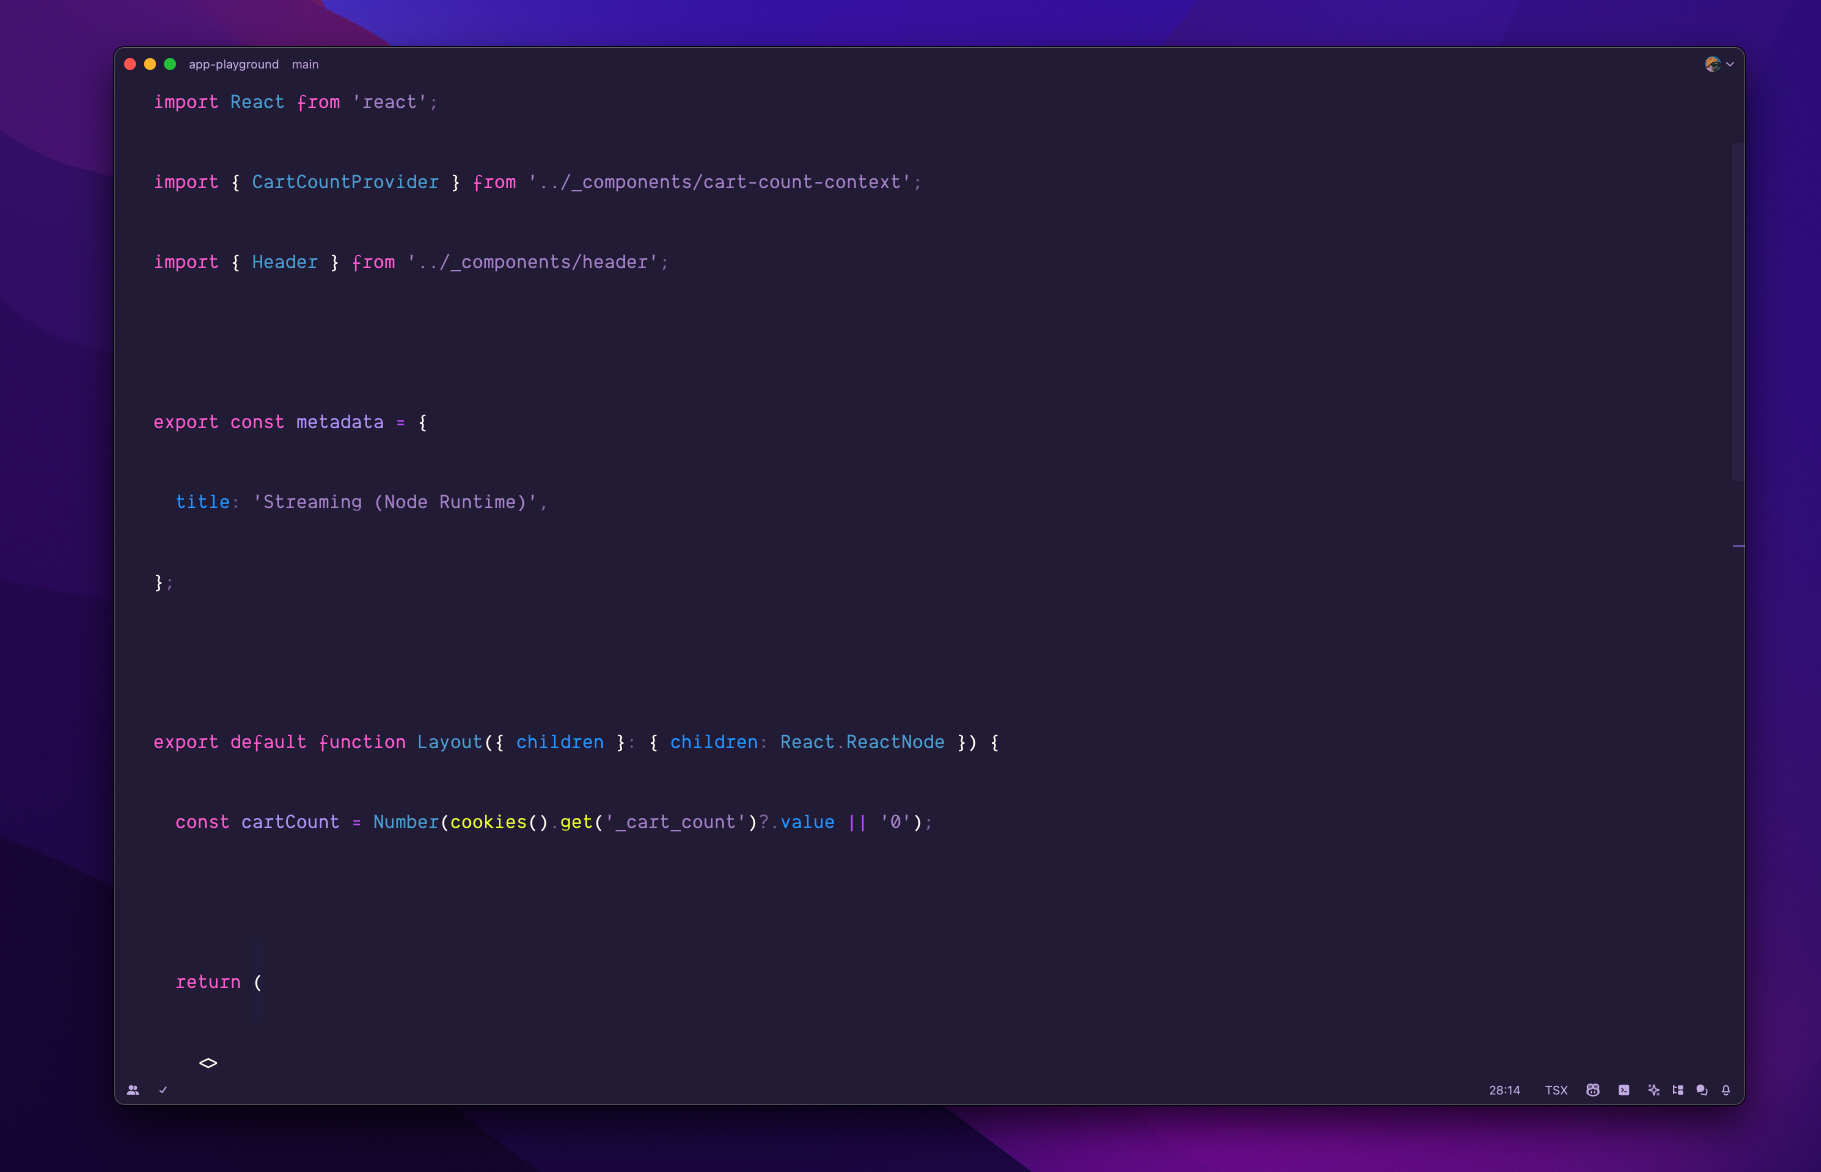 app-playground main
import React from 'react';
import { CartCountProvider } from '../_components/cart-count-context';
import { Header } from '../_components/header';
export const metadata = {
  title: 'Streaming (Node Runtime)',
};
export default function Layout({ children }: { children: React.ReactNode }) {
  const cartCount = Number(cookies().get('_cart_count')?.value || '0');
  return (
    <>
28:14 TSX